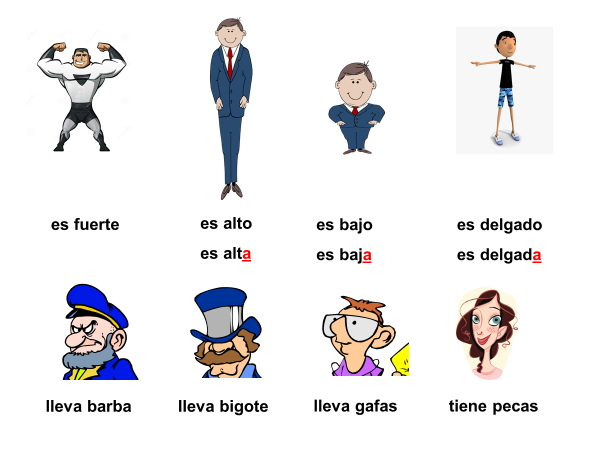 es fuerte
es alto
es bajo
es delgado
es alta
es baja
es delgada
lleva barba
lleva bigote
lleva gafas
tiene pecas